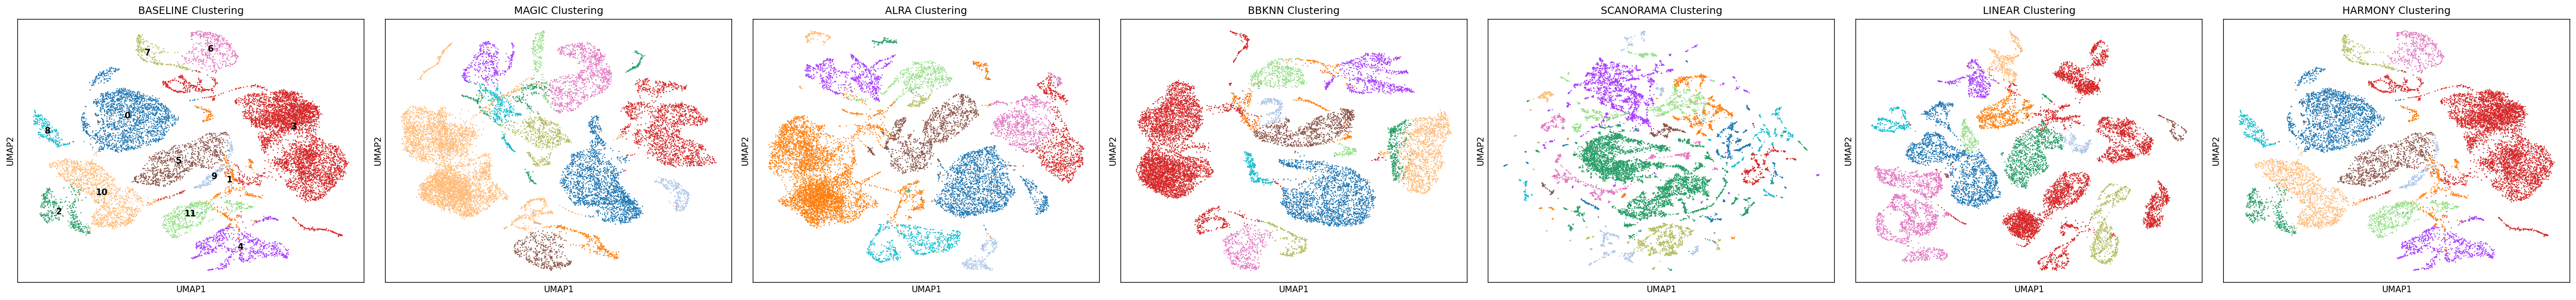 BASELINE Clustering
7
6
0
3
8
5
9
1
10
2
11
4
UMAP2
UMAP1
MAGIC Clustering
UMAP2
UMAP1
ALRA Clustering
UMAP2
UMAP1
BBKNN Clustering
UMAP2
UMAP1
SCANORAMA Clustering
UMAP2
UMAP1
LINEAR Clustering
UMAP2
UMAP1
HARMONY Clustering
UMAP2
UMAP1